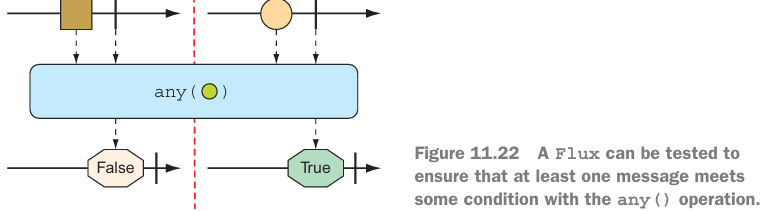 any( )
False
True
Figure 11.22 A Flux can be tested to
ensure that at least one message meets
some condition with the any() operation.